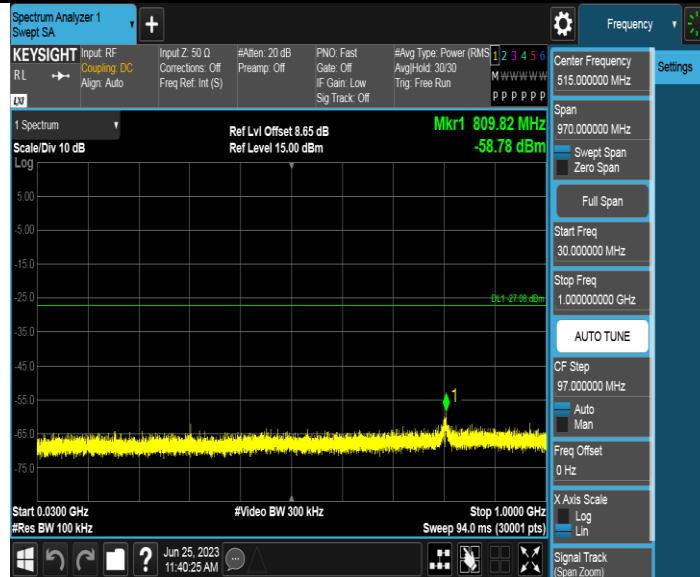 Spectrum Analyzer 1
Swept SA
+
Frequency
KEYSIGHT
RL
LXI
Input: RF
Coupling: DC
Align: Auto
Input Z: 50 Ω
Corrections: Off
Freq Ref: Int (S)
#Atten: 20 dB
Preamp: Off
PNO: Fast
Gate: Off
IF Gain: Low
Sig Track: Off
#Avg Type: Power (RMS
Avg|Hold: 30/30
Trig: Free Run
1 2 3 4 5 6
M W W W W W
P P P P P P
Settings
1 Spectrum
Scale/Div 10 dB
Log
Ref Lvl Offset 8.65 dB
Ref Level 15.00 dBm
Mkr1 809.82 MHz
-58.78 dBm
5.00
-5.00
-15.0
-25.0
DL1 -27.08 dBm
-35.0
-45.0
-55.0
1
-65.0
-75.0
Start 0.0300 GHz
#Video BW 300 kHz
Stop 1.0000 GHz
#Res BW 100 kHz
Sweep 94.0 ms (30001 pts)
?
Jun 25, 2023
11:40:25 AM
Center Frequency
515.000000 MHz
Span
970.000000 MHz
Swept Span
Zero Span
Full Span
Start Freq
30.000000 MHz
Stop Freq
1.000000000 GHz
AUTO TUNE
CF Step
97.000000 MHz
Auto
Man
Freq Offset
0 Hz
X Axis Scale
Log
Lin
Signal Track
(Span Zoom)